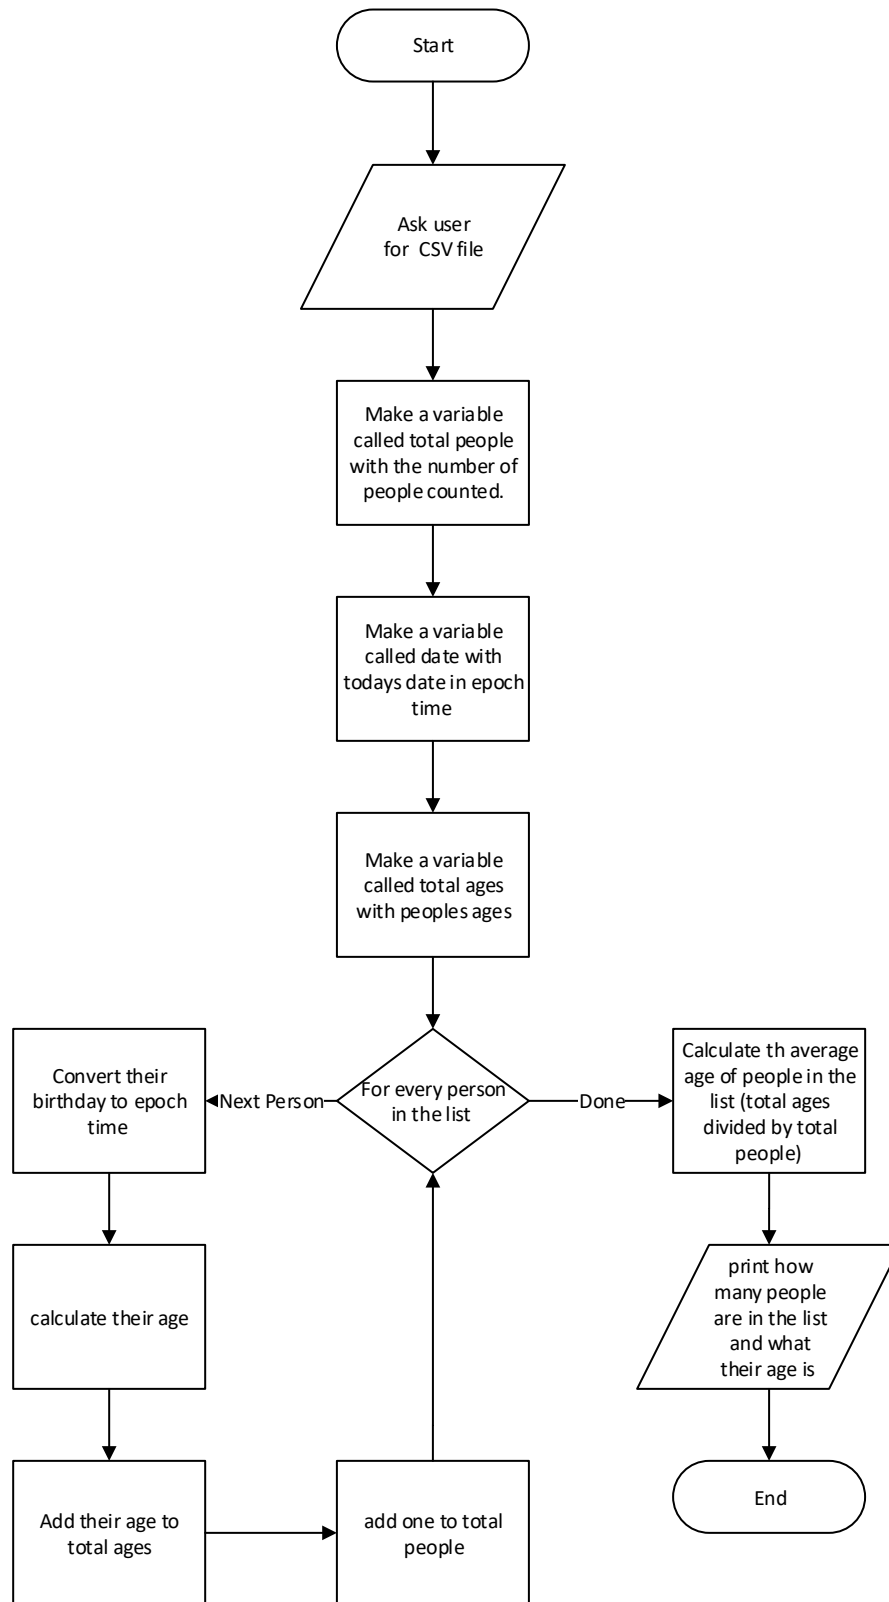 Start
Ask user
for  CSV file
Make a variable
called total people
with the number of
people counted.
Make a variable
called date with
todays date in epoch
time
Make a variable
called total ages
with peoples ages
For every person
in the list
Next Person
Convert their
birthday to epoch
time
calculate their age
Add their age to
total ages
add one to total
people
Done
Calculate th average
age of people in the
list (total ages
divided by total
people)
print how
many people
are in the list
and what
their age is
End